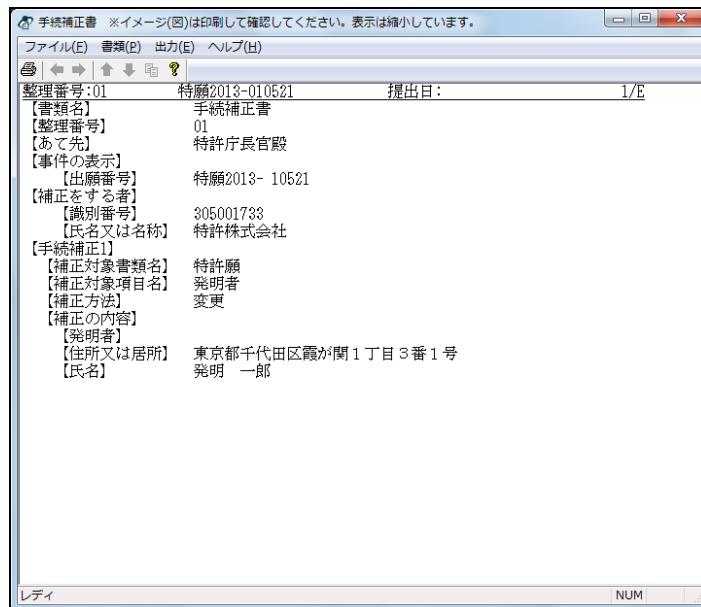 手続補正書　※イメージ(図)は印刷して確認してください。表示は縮小しています。
ファイル(F)　書類(P)　出力(E)　ヘルプ(H)
整理番号:01　特願2013-010521　提出日:　1/E
【書類名】　手続補正書
【整理番号】　01
【あて先】　特許庁長官殿
【事件の表示】
【出願番号】　特願2013- 10521
【補正をする者】
【識別番号】　305001733
【氏名又は名称】　特許株式会社
【手続補正1】
【補正対象書類名】　特許願
【補正対象項目名】　発明者
【補正方法】　変更
【補正の内容】
【発明者】
【住所又は居所】　東京都千代田区霞が関１丁目３番１号
【氏名】　発明　一郎
レディ　NUM